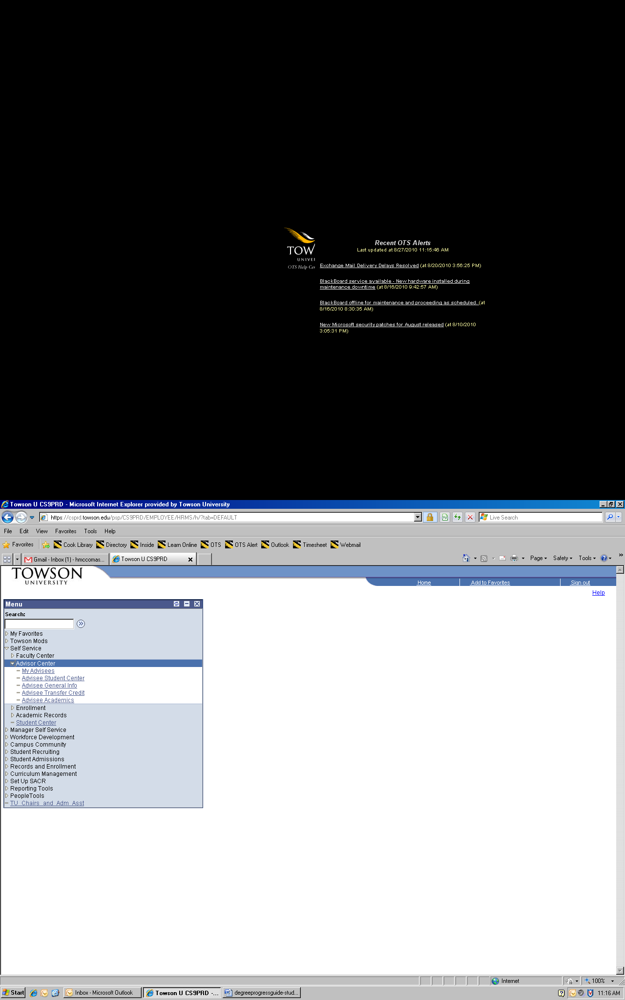 Recent OTS Alerts
Last updated at 8/27/2010 11:15:46 AM
TOW
UNIVER
OTS Help Cen
Exchange Mail Delivery Delays Resolved (at 8/20/2010 3:56:25 PM)
BlackBoard service available - New hardware installed during
maintenance downtime (at 8/16/2010 9:42:57 AM)
BlackBoard offline for maintenance and proceeding as scheduled. (at
8/16/2010 8:30:35 AM)
New Microsoft security patches for August released (at 8/10/2010
3:05:31 PM)
Towson U CS9PRD - Microsoft Internet Explorer provided by Towson University
https://csprd.towson.edu/psp/CS9PRD/EMPLOYEE/HRMS/h/?tab=DEFAULT
Live Search
File Edit View Favorites Tools Help
Favorites Cook Library Directory Inside Learn Online OTS OTS Alert Outlook Timesheet Webmail
Gmail - Inbox (1) - hmccomas... Towson U CS9PRD Page Safety Tools
TOWSON
UNIVERSITY
Home Add to Favorites Sign out
Help
Menu
Search:
My Favorites
Towson Mods
Self Service
Faculty Center
Advisor Center
My Advisees
Advisee Student Center
Advisee General Info
Advisee Transfer Credit
Advisee Academics
Enrollment
Academic Records
Student Center
Manager Self Service
Workforce Development
Campus Community
Student Recruiting
Student Admissions
Records and Enrollment
Curriculum Management
Set Up SACR
Reporting Tools
PeopleTools
TU_Chairs_and_Adm_Asst
Internet 100%
Start Inbox - Microsoft Outlook Towson U CS9PRD -... degreeprogressguide-stud... 11:16 AM